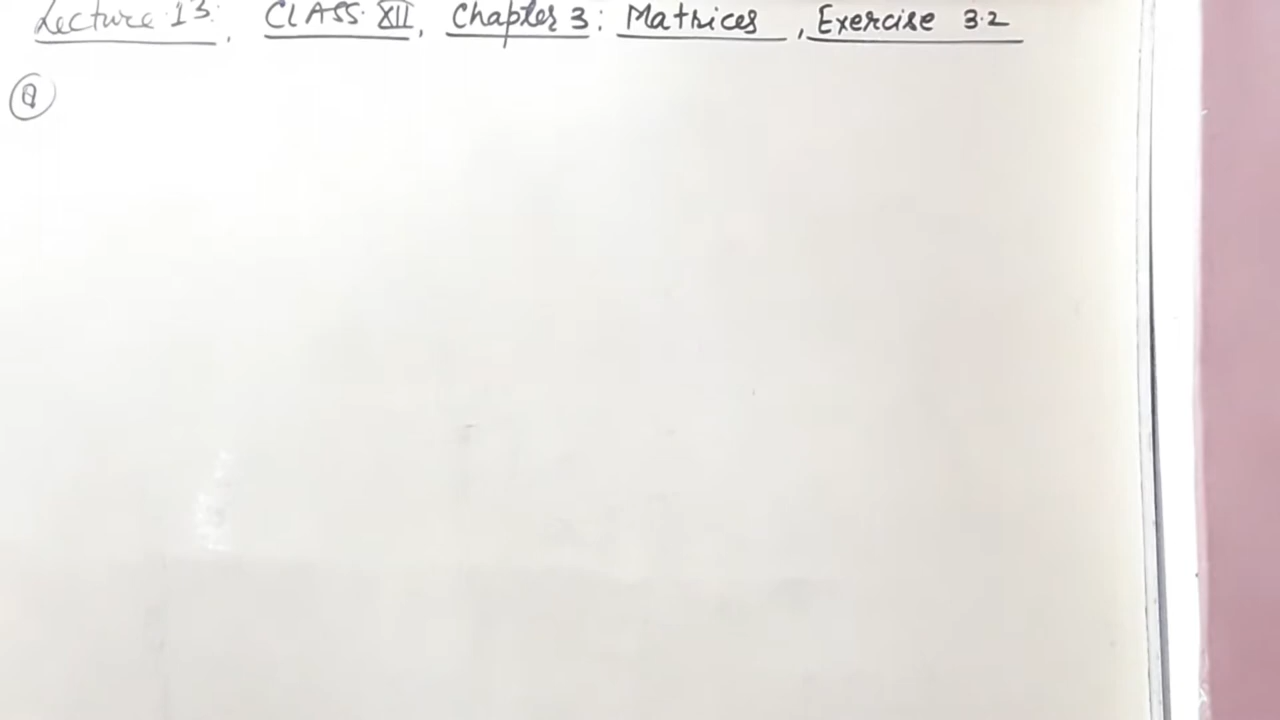 Lecture 13: , CLASS XII, Chapter 3: Matrices, Exercise 3.2
Q